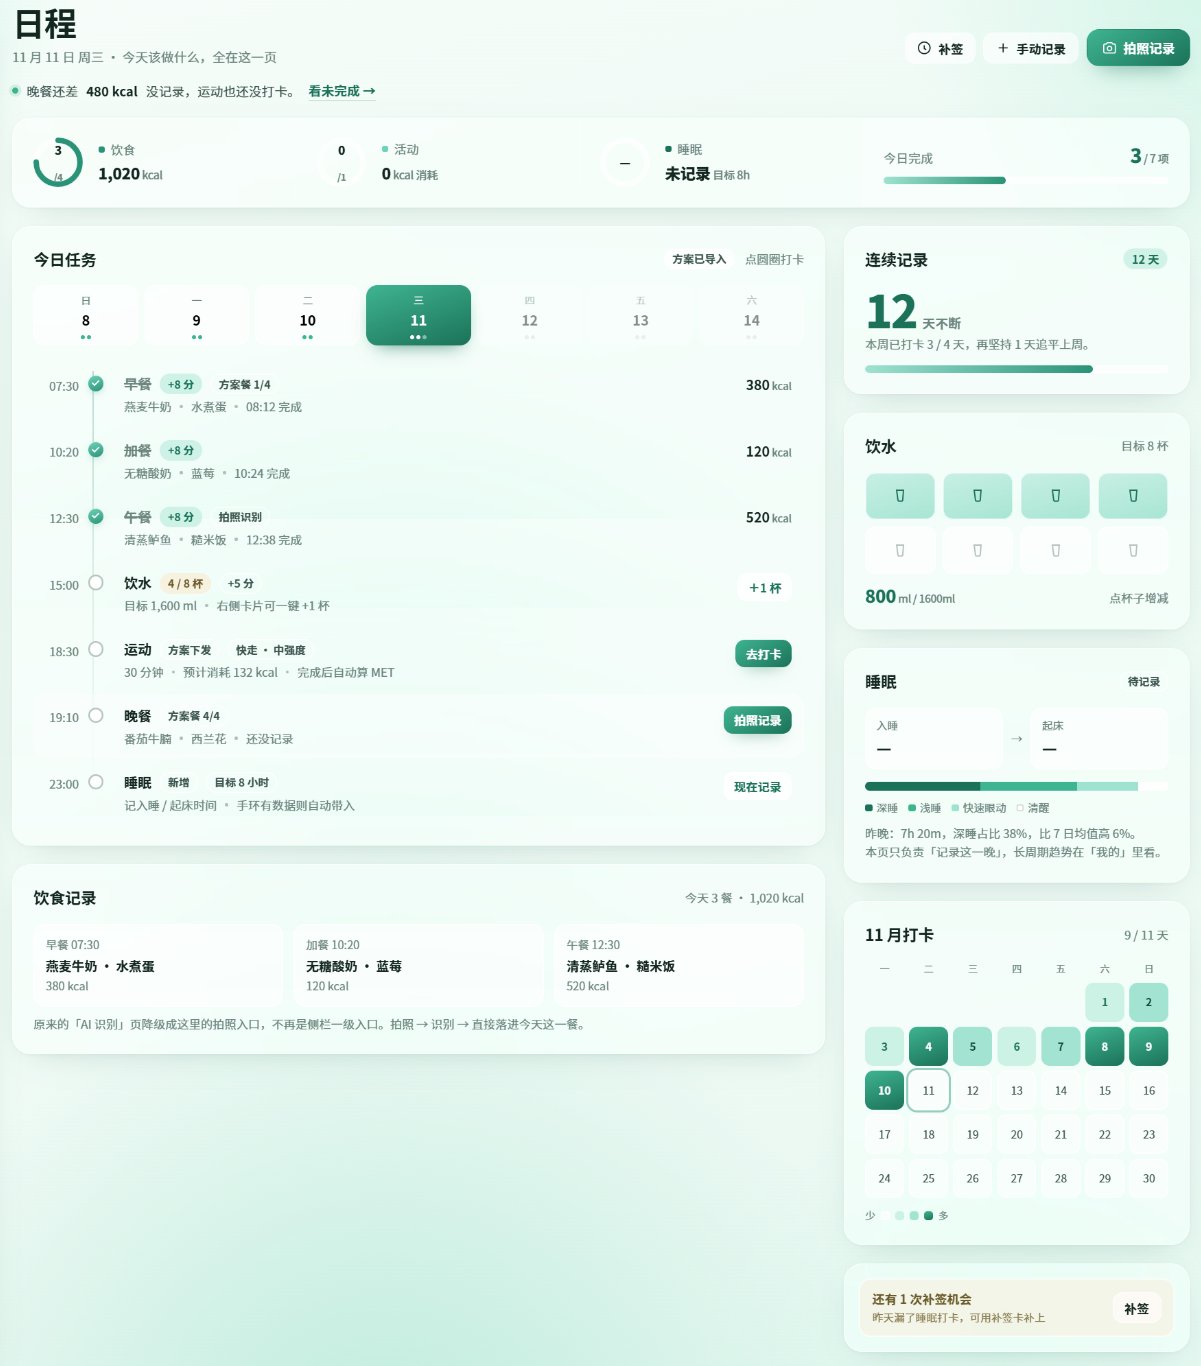 日程
11 月 11 日 周三 · 今天该做什么，全在这一页
补签
手动记录
拍照记录
晚餐还差 480 kcal 没记录，运动也还没打卡。 看未完成 →
3
/4
饮食
1,020 kcal
0
/1
活动
0 kcal 消耗
—
睡眠
未记录 目标 8h
今日完成
3 / 7 项
今日任务
方案已导入 点圆圈打卡
日 一 二 三 四 五 六
8 9 10 11 12 13 14
07:30 早餐 +8 分 方案餐 1/4 380 kcal
燕麦牛奶 · 水煮蛋 · 08:12 完成
10:20 加餐 +8 分 120 kcal
无糖酸奶 · 蓝莓 · 10:24 完成
12:30 午餐 +8 分 拍照识别 520 kcal
清蒸鲈鱼 · 糙米饭 · 12:38 完成
15:00 饮水 4 / 8 杯 +5 分 +1 杯
目标 1,600 ml · 右侧卡片可一键 +1 杯
18:30 运动 方案下发 快走 · 中强度 去打卡
30 分钟 · 预计消耗 132 kcal · 完成后自动算 MET
19:10 晚餐 方案餐 4/4 拍照记录
番茄牛腩 · 西兰花 · 还没记录
23:00 睡眠 新增 目标 8 小时 现在记录
记入睡 / 起床时间 · 手环有数据则自动带入
饮食记录
今天 3 餐 · 1,020 kcal
早餐 07:30
燕麦牛奶 · 水煮蛋
380 kcal
加餐 10:20
无糖酸奶 · 蓝莓
120 kcal
午餐 12:30
清蒸鲈鱼 · 糙米饭
520 kcal
原来的「AI 识别」页降级成这里的拍照入口，不再是侧栏一级入口。拍照 → 识别 → 直接落进今天这一餐。
连续记录
12 天
12 天不断
本周已打卡 3 / 4 天，再坚持 1 天追平上周。
饮水
目标 8 杯
800 ml / 1600ml
点杯子增减
睡眠
待记录
入睡
—
→
起床
—
深睡 浅睡 快速眼动 清醒
昨晚：7h 20m，深睡占比 38%，比 7 日均值高 6%。
本页只负责「记录这一晚」，长周期趋势在「我的」里看。
11 月打卡
9 / 11 天
一 二 三 四 五 六 日
1 2
3 4 5 6 7 8 9
10 11 12 13 14 15 16
17 18 19 20 21 22 23
24 25 26 27 28 29 30
少 多
还有 1 次补签机会
昨天漏了睡眠打卡，可用补签卡补上
补签